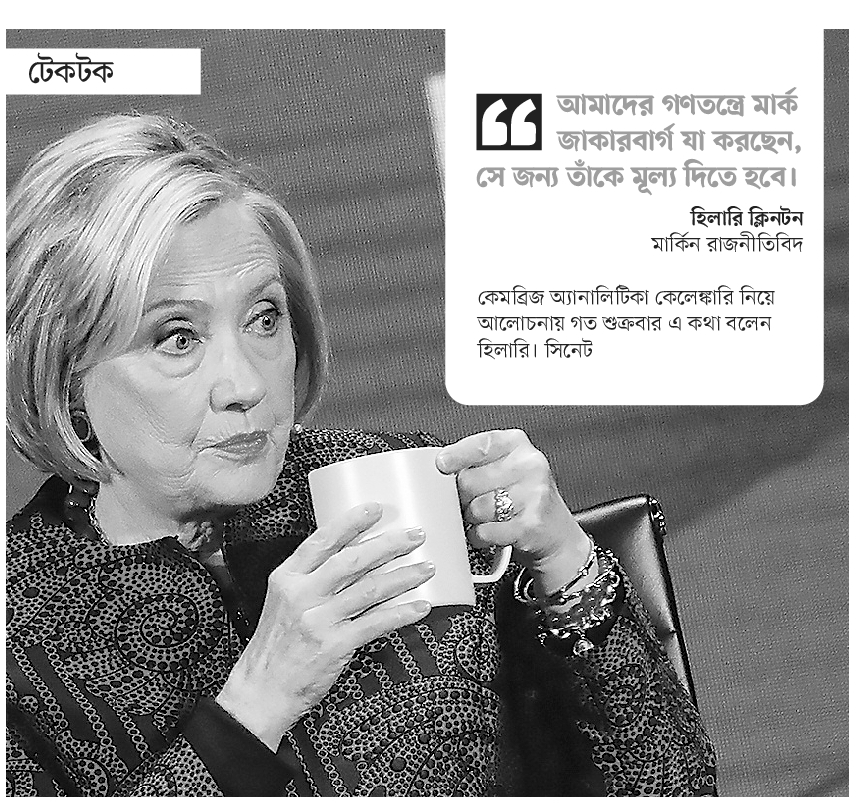 টেকটক
আমাদের গণতন্ত্রে মার্ক
জাকারবার্গ যা করছেন,
সে জন্য তাঁকে মূল্য দিতে হবে।
হিলারি ক্লিনটন
মার্কিন রাজনীতিবিদ
কেমব্রিজ অ্যানালিটিকা কেলেঙ্কারি নিয়ে
আলোচনায় গত শুক্রবার এ কথা বলেন
হিলারি। সিনেট